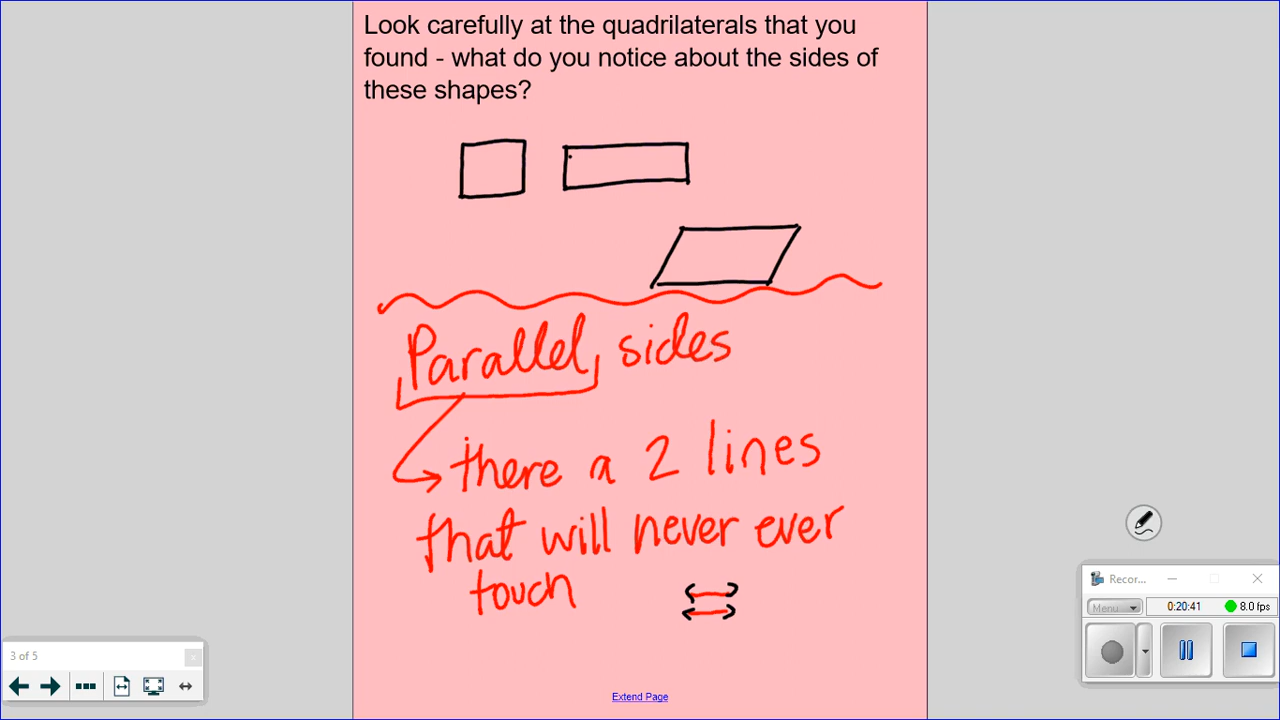 Look carefully at the quadrilaterals that you
found - what do you notice about the sides of
these shapes?
Parallel sides
there a 2 lines
that will never ever
touch
Extend Page
3 of 5
Recor...
Menu
0:20:41
8.0 fps